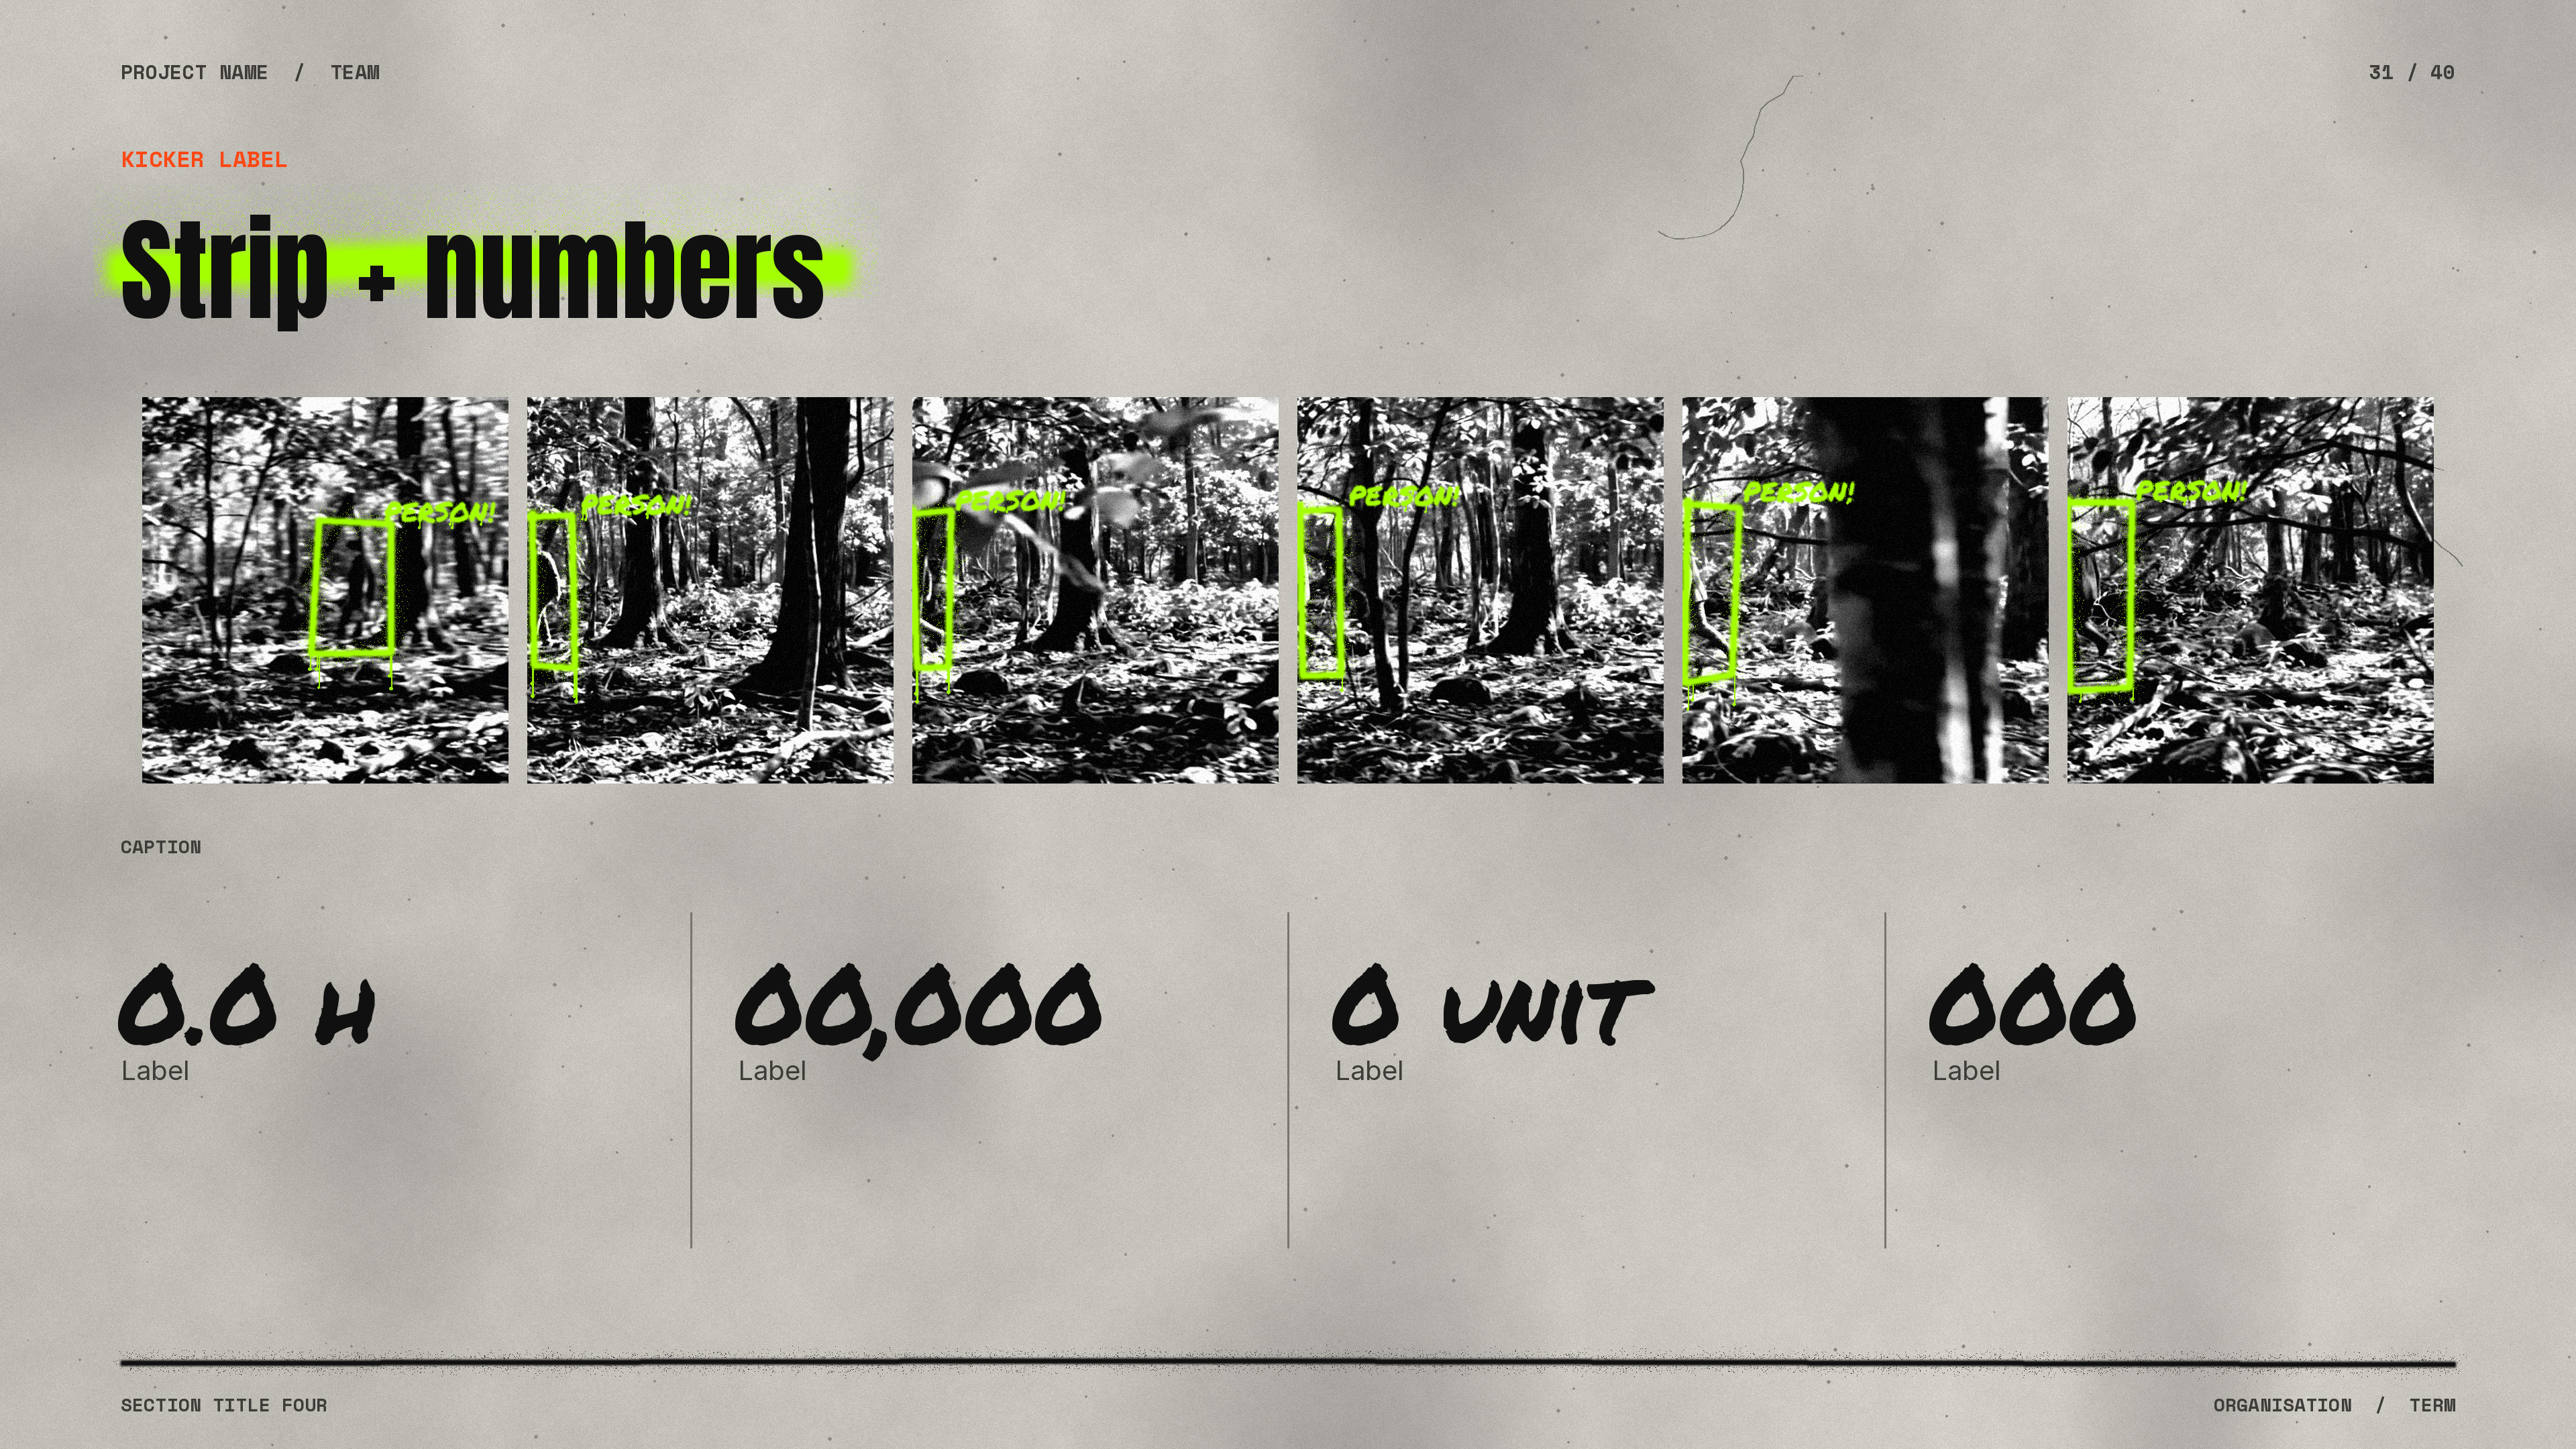 PROJECT NAME / TEAM
31 / 40
KICKER LABEL
Strip + numbers
PERSON!
PERSON!
PERSON!
PERSON!
PERSON!
PERSON!
CAPTION
0.0 H
00,000
0 UNIT
000
Label
Label
Label
Label
SECTION TITLE FOUR
ORGANISATION / TERM